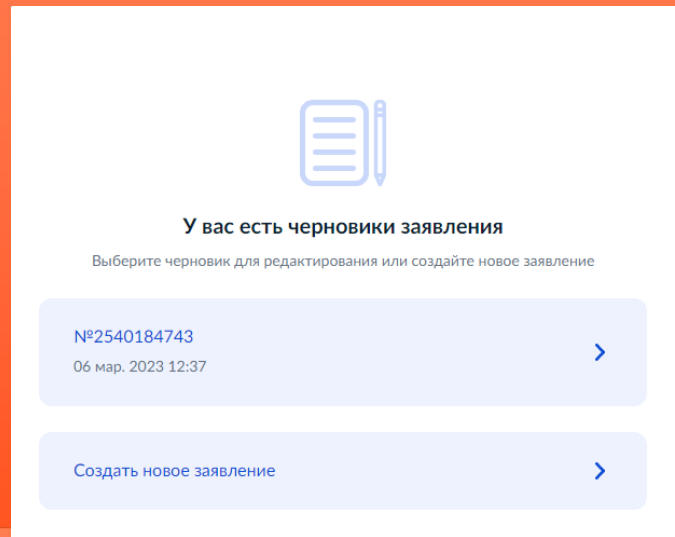 У вас есть черновики заявления
Выберите черновик для редактирования или создайте новое заявление
№2540184743
06 мар. 2023 12:37
Создать новое заявление